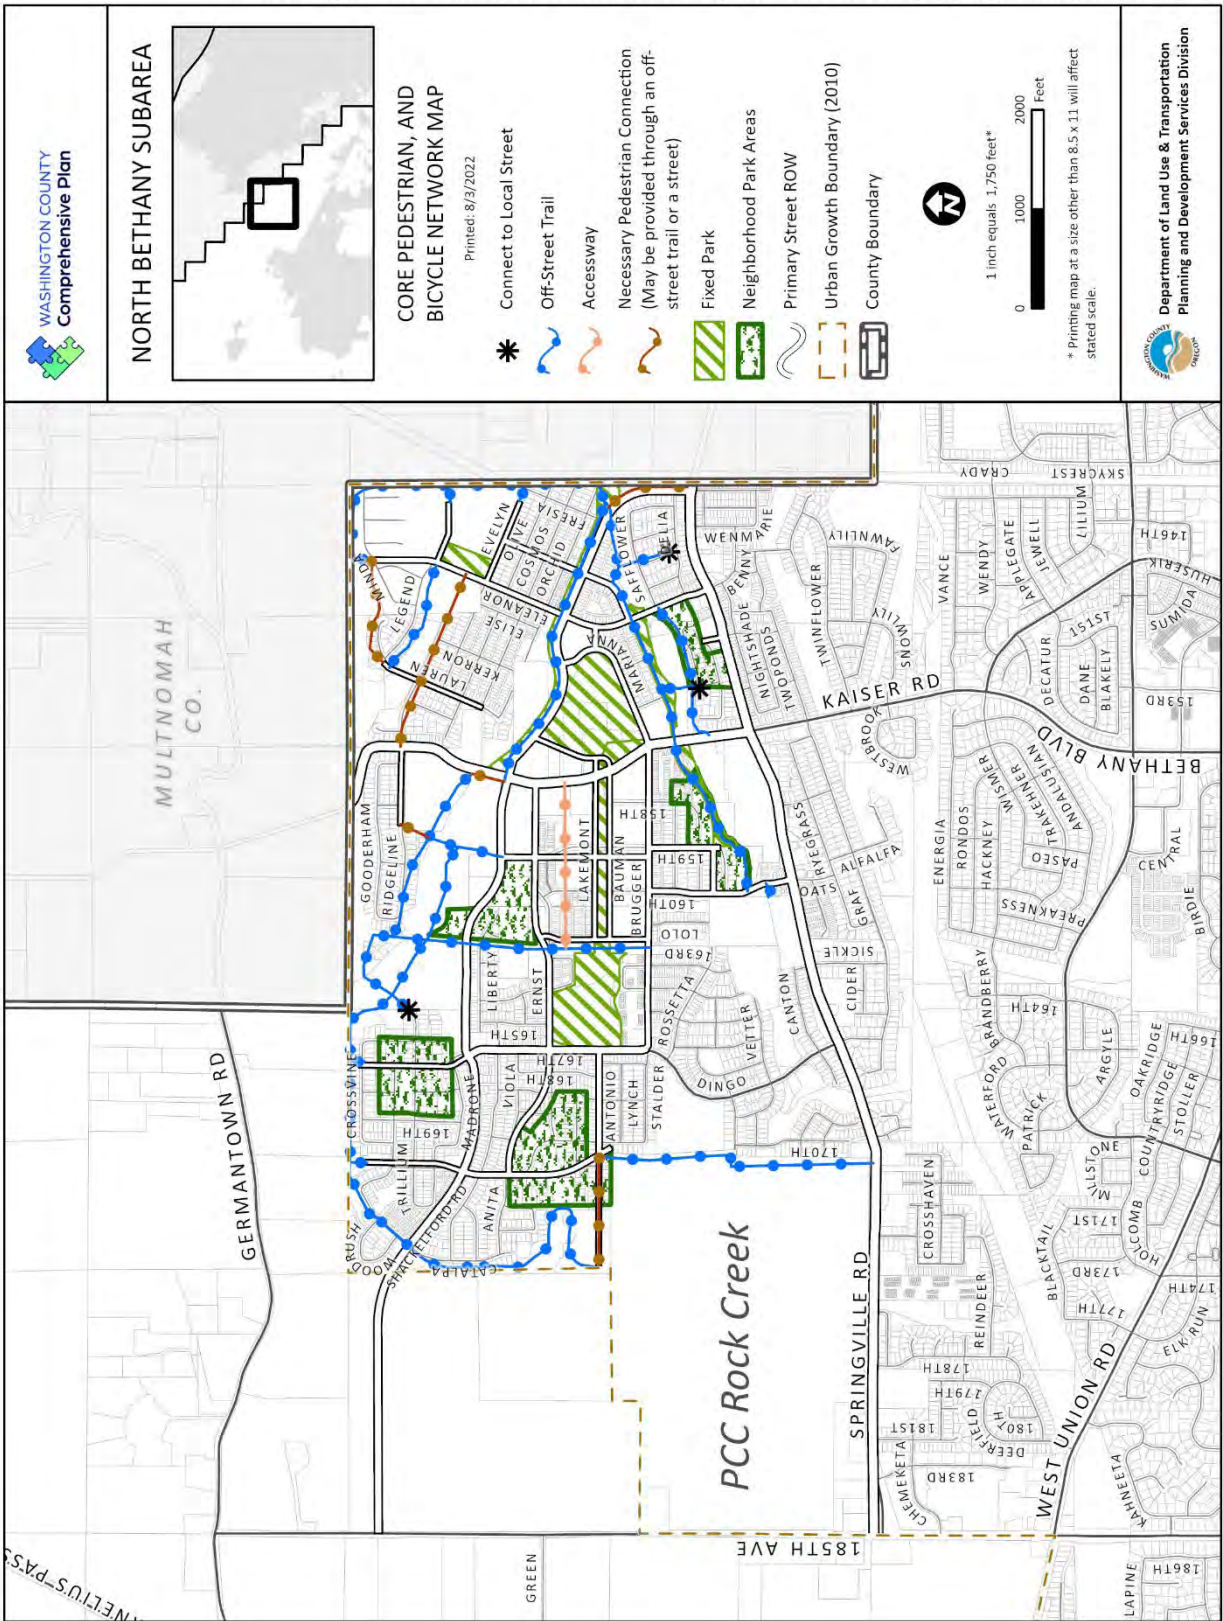 WASHINGTON COUNTY
Comprehensive Plan
NORTH BETHANY SUBAREA
CORE PEDESTRIAN, AND
BICYCLE NETWORK MAP
Printed: 8/3/2022
Connect to Local Street
Off-Street Trail
Accessway
Necessary Pedestrian Connection
(May be provided through an off-
street trail or a street)
Fixed Park
Neighborhood Park Areas
Primary Street ROW
Urban Growth Boundary (2010)
County Boundary
N
1 inch equals 1,750 feet*
0 1000 2000
Feet
* Printing map at a size other than 8.5 x 11 will affect
stated scale.
WASHINGTON COUNTY
OREGON
Department of Land Use & Transportation
Planning and Development Services Division
MULTNOMAH
CO.
GERMANTOWN RD
PCC Rock Creek
SPRINGVILLE RD
185TH AVE
WEST UNION RD
KAISER RD
BETHANY BLVD
SHACKELFORD RD
GREEN
CROSSVINE
TRILLIUM
169TH
MADRONE
VIOLA
168TH
167TH
165TH
ANITA
CATALPA
ANTONIO
LYNCH
STALDER
LIBERTY
ERNST
GOODERHAM
RIDGELINE
LAKEMONT
BAUMAN
BRUGGER
158TH
159TH
160TH
LOLO
163RD
ROSSETTA
VETTER
CANTON
DINGO
170TH
MINDA
LEGEND
LAUREN
KERRON
ELISE
ELEANOR
EVELYN
OLIVE
COSMOS
ORCHID
FRESIA
SAFFLOWER
DELIA
MARIANNA
WENMARIE
BENNY
NIGHTSHADE
TWOPONDS
TWINFLOWER
FAWNLILY
SNOWLILY
WESTBROOK
RYEGRASS
ALFALFA
OATS
GRAF
SICKLE
CIDER
CRADY
SKYCREST
VANCE
WENDY
APPLEGATE
JEWELL
LILIUM
146TH
HUSERIK
SUMIDA
151ST
DECATUR
DANE
BLAKELY
153RD
ENERGIA
RONDOS
HACKNEY
WISMER
TRAKEHNER
ANDALUSIAN
PASEO
PREAKNESS
CENTRAL
BIRDIE
BRANDBERRY
164TH
WATERFORD
PATRICK
ARGYLE
OAKRIDGE
166TH
COUNTRYRIDGE
STOLLER
MILLSTONE
HOLCOMB
171ST
BLACKTAIL
173RD
177TH
174TH
ELK RUN
CROSSHAVEN
REINDEER
178TH
179TH
180TH
DEERFIELD
181ST
183RD
CHEMEKETA
KAHNEETA
LAPINE
186TH